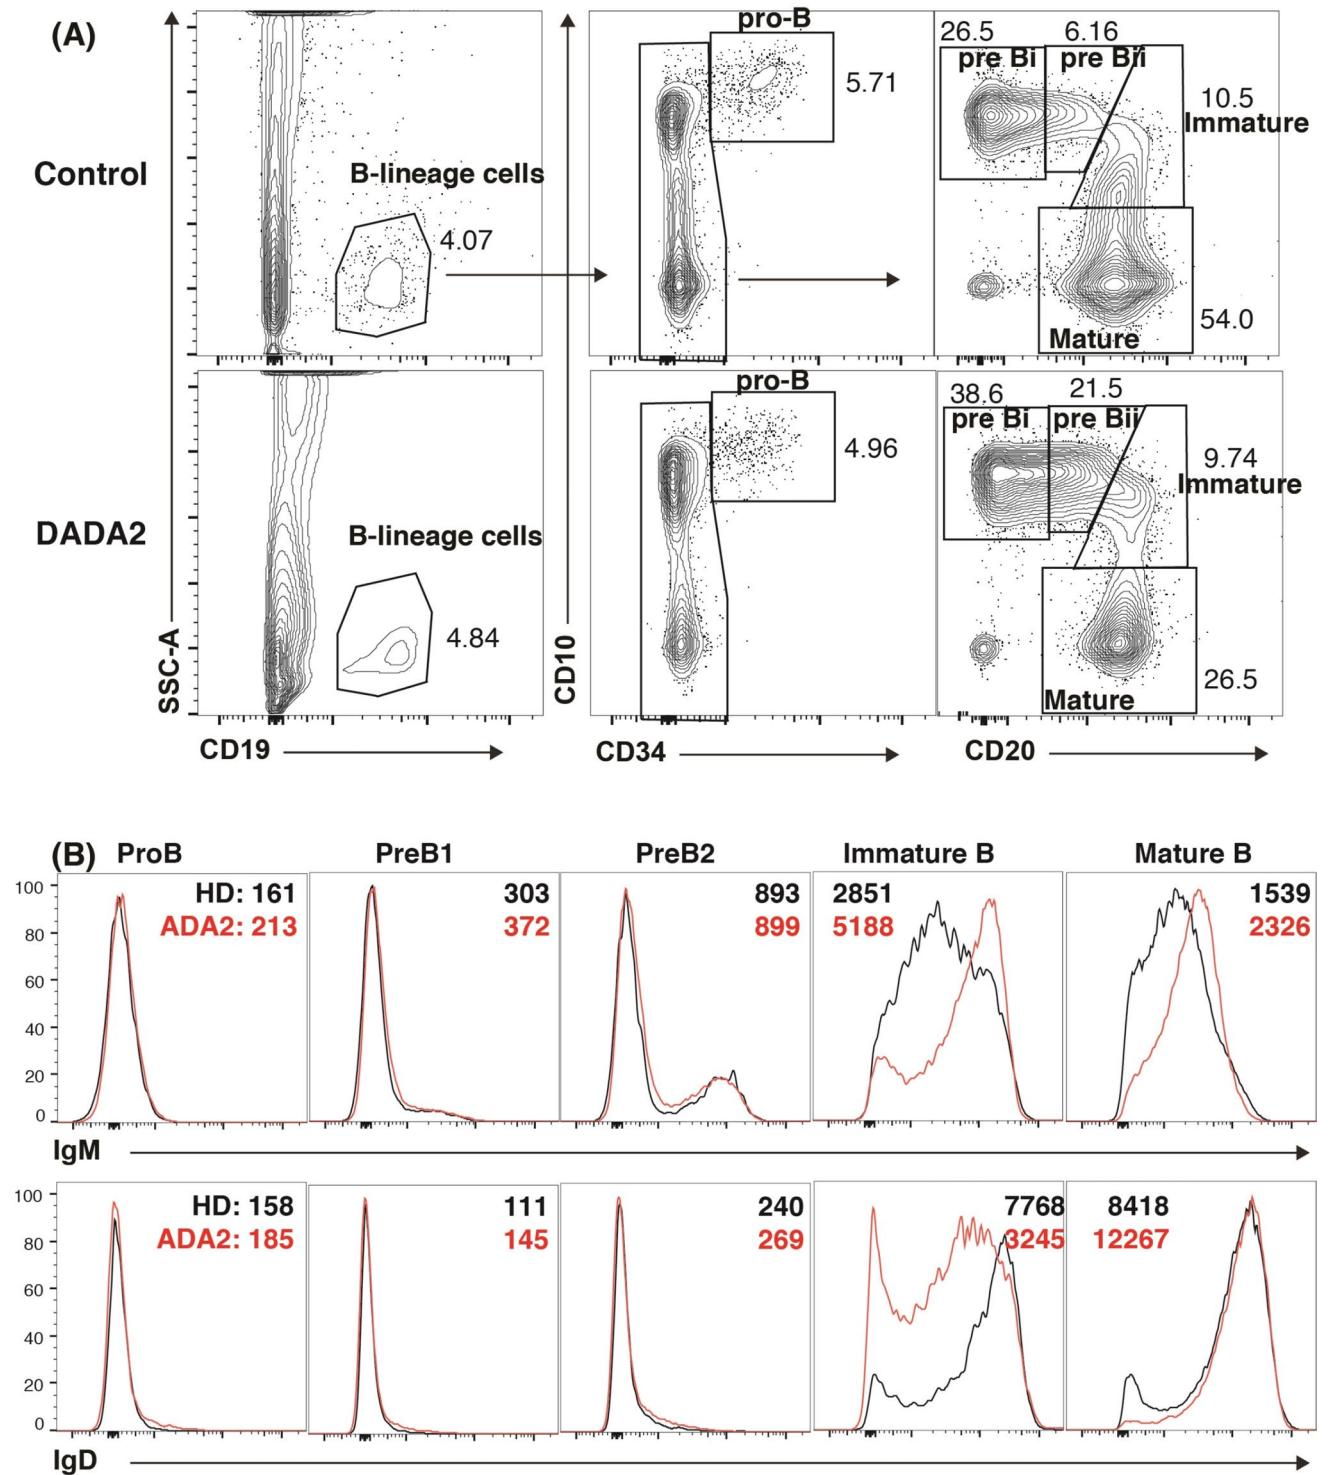 (A)
Control
B-lineage cells
4.07
pro-B
5.71
26.5
6.16
pre Bi
pre Bii
10.5
Immature
54.0
Mature
DADA2
B-lineage cells
4.84
pro-B
4.96
38.6
21.5
pre Bi
pre Bii
9.74
Immature
26.5
Mature
SSC-A
CD10
CD19
CD34
CD20
(B)
ProB
PreB1
PreB2
Immature B
Mature B
100
80
60
40
20
0
HD: 161
ADA2: 213
303
372
893
899
2851
5188
1539
2326
IgM
100
80
60
40
20
0
HD: 158
ADA2: 185
111
145
240
269
7768
3245
8418
12267
IgD